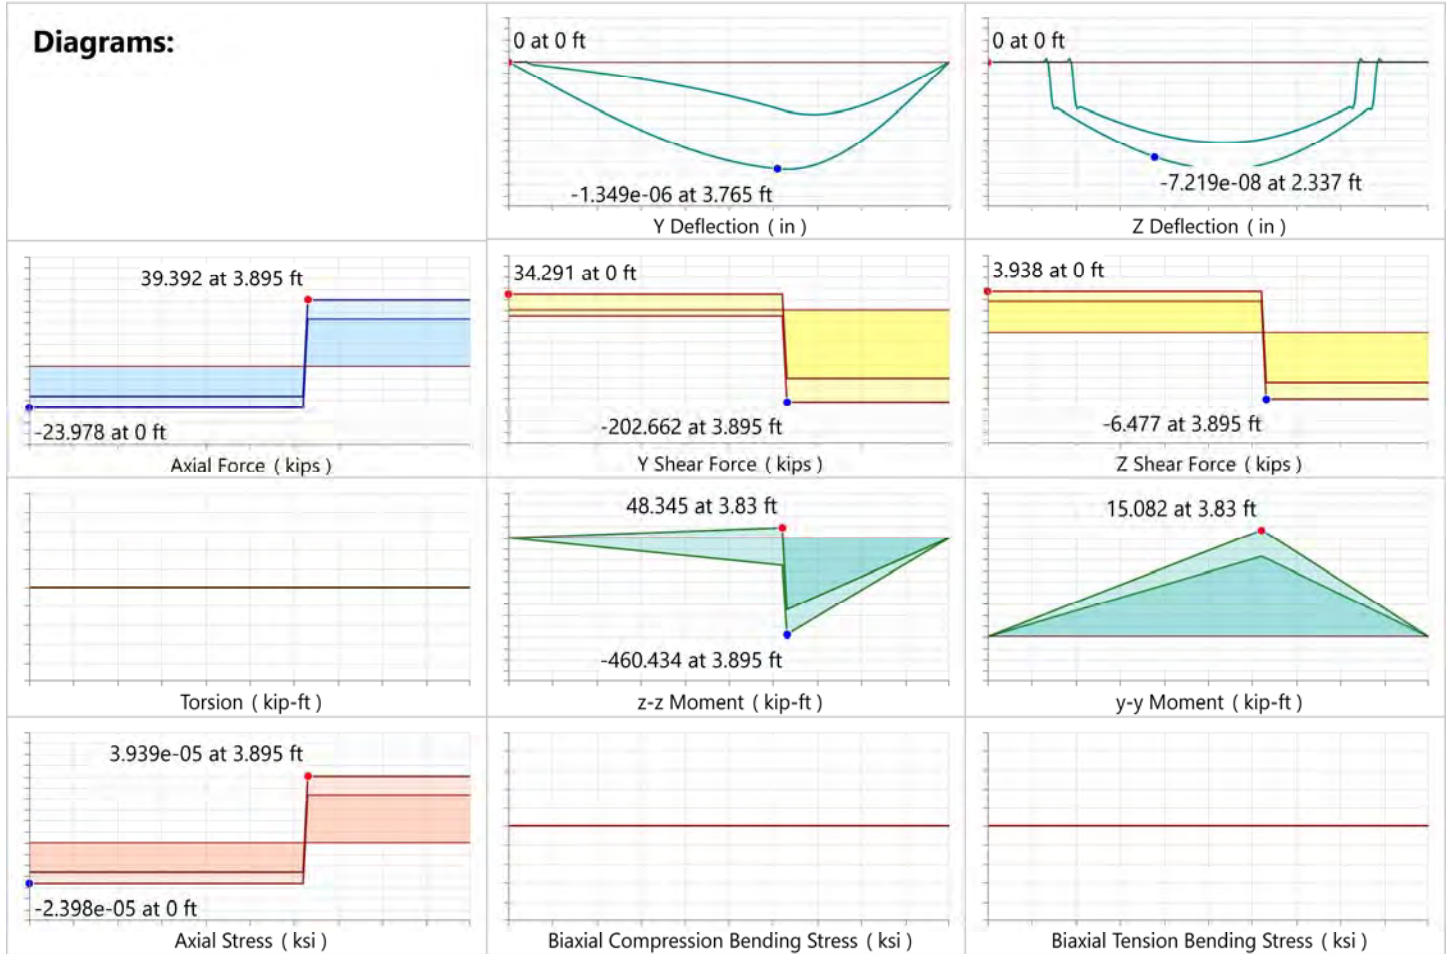 Diagrams:
0 at 0 ft
-1.349e-06 at 3.765 ft
Y Deflection ( in )
0 at 0 ft
-7.219e-08 at 2.337 ft
Z Deflection ( in )
39.392 at 3.895 ft
-23.978 at 0 ft
Axial Force ( kips )
34.291 at 0 ft
-202.662 at 3.895 ft
Y Shear Force ( kips )
3.938 at 0 ft
-6.477 at 3.895 ft
Z Shear Force ( kips )
Torsion ( kip-ft )
48.345 at 3.83 ft
-460.434 at 3.895 ft
z-z Moment ( kip-ft )
15.082 at 3.83 ft
y-y Moment ( kip-ft )
3.939e-05 at 3.895 ft
-2.398e-05 at 0 ft
Axial Stress ( ksi )
Biaxial Compression Bending Stress ( ksi )
Biaxial Tension Bending Stress ( ksi )